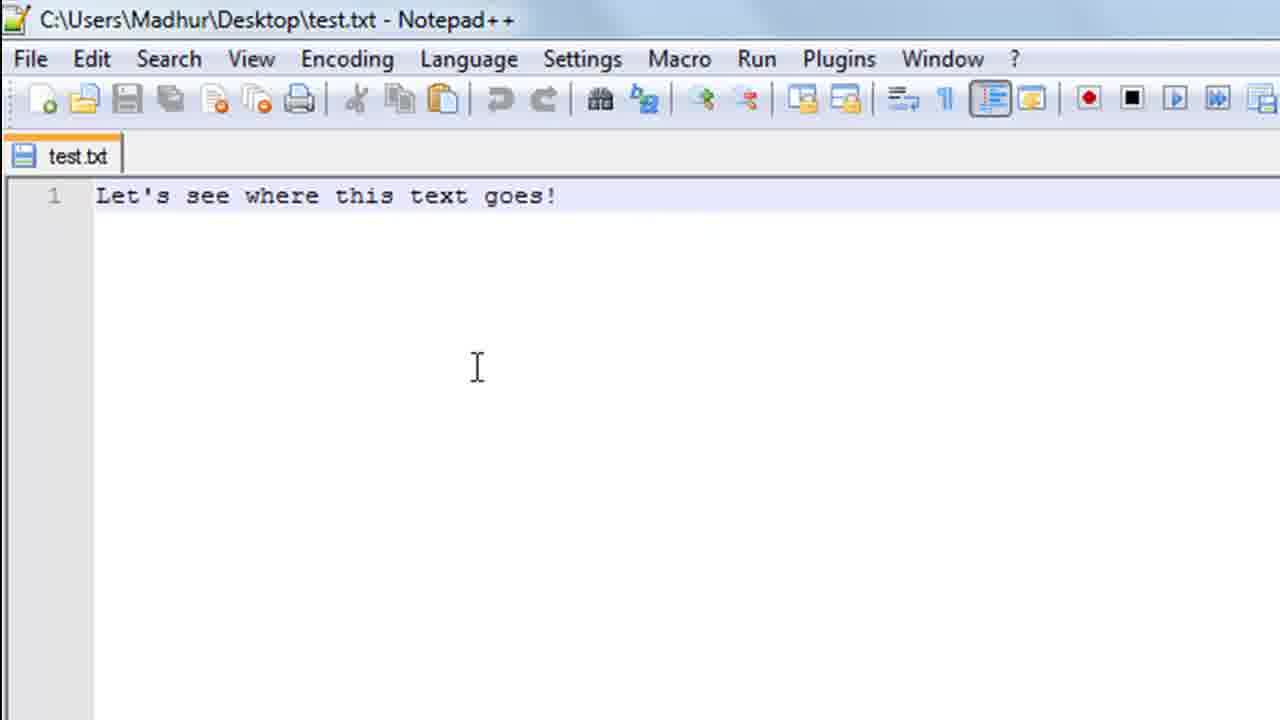 C:\Users\Madhur\Desktop\test.txt - Notepad++
File Edit Search View Encoding Language Settings Macro Run Plugins Window ?
test.txt
1 Let's see where this text goes!